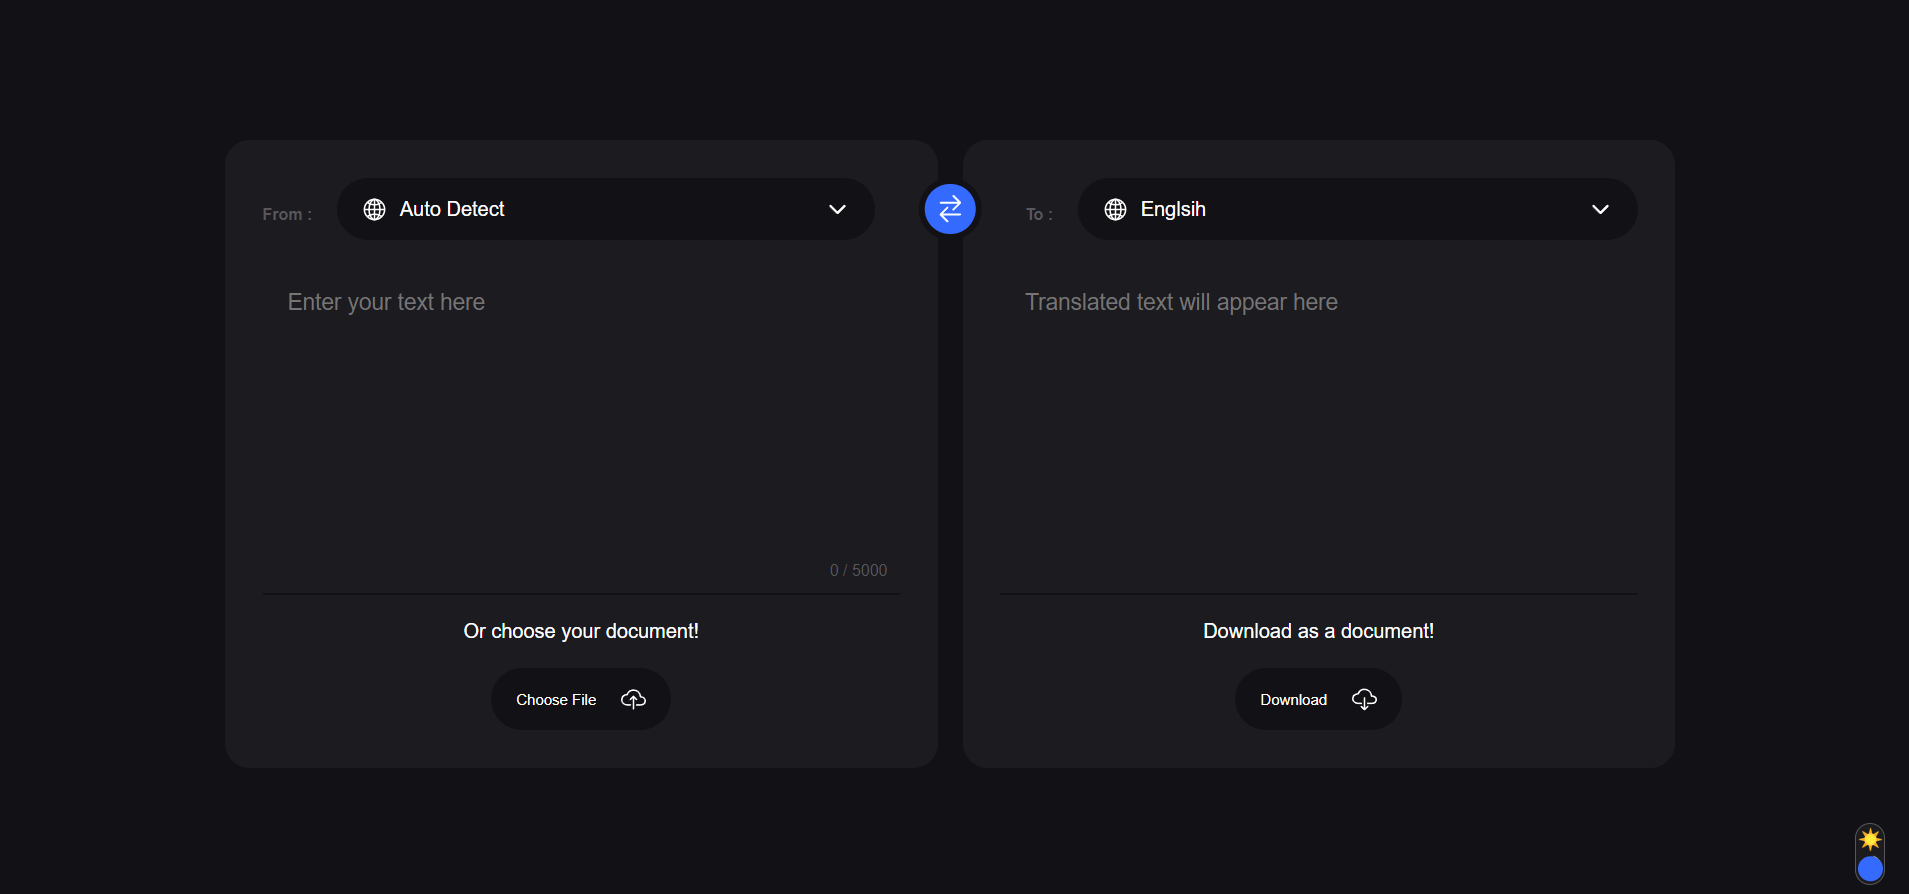 From :
Auto Detect
To :
Englsih
Enter your text here
Translated text will appear here
0 / 5000
Or choose your document!
Download as a document!
Choose File
Download